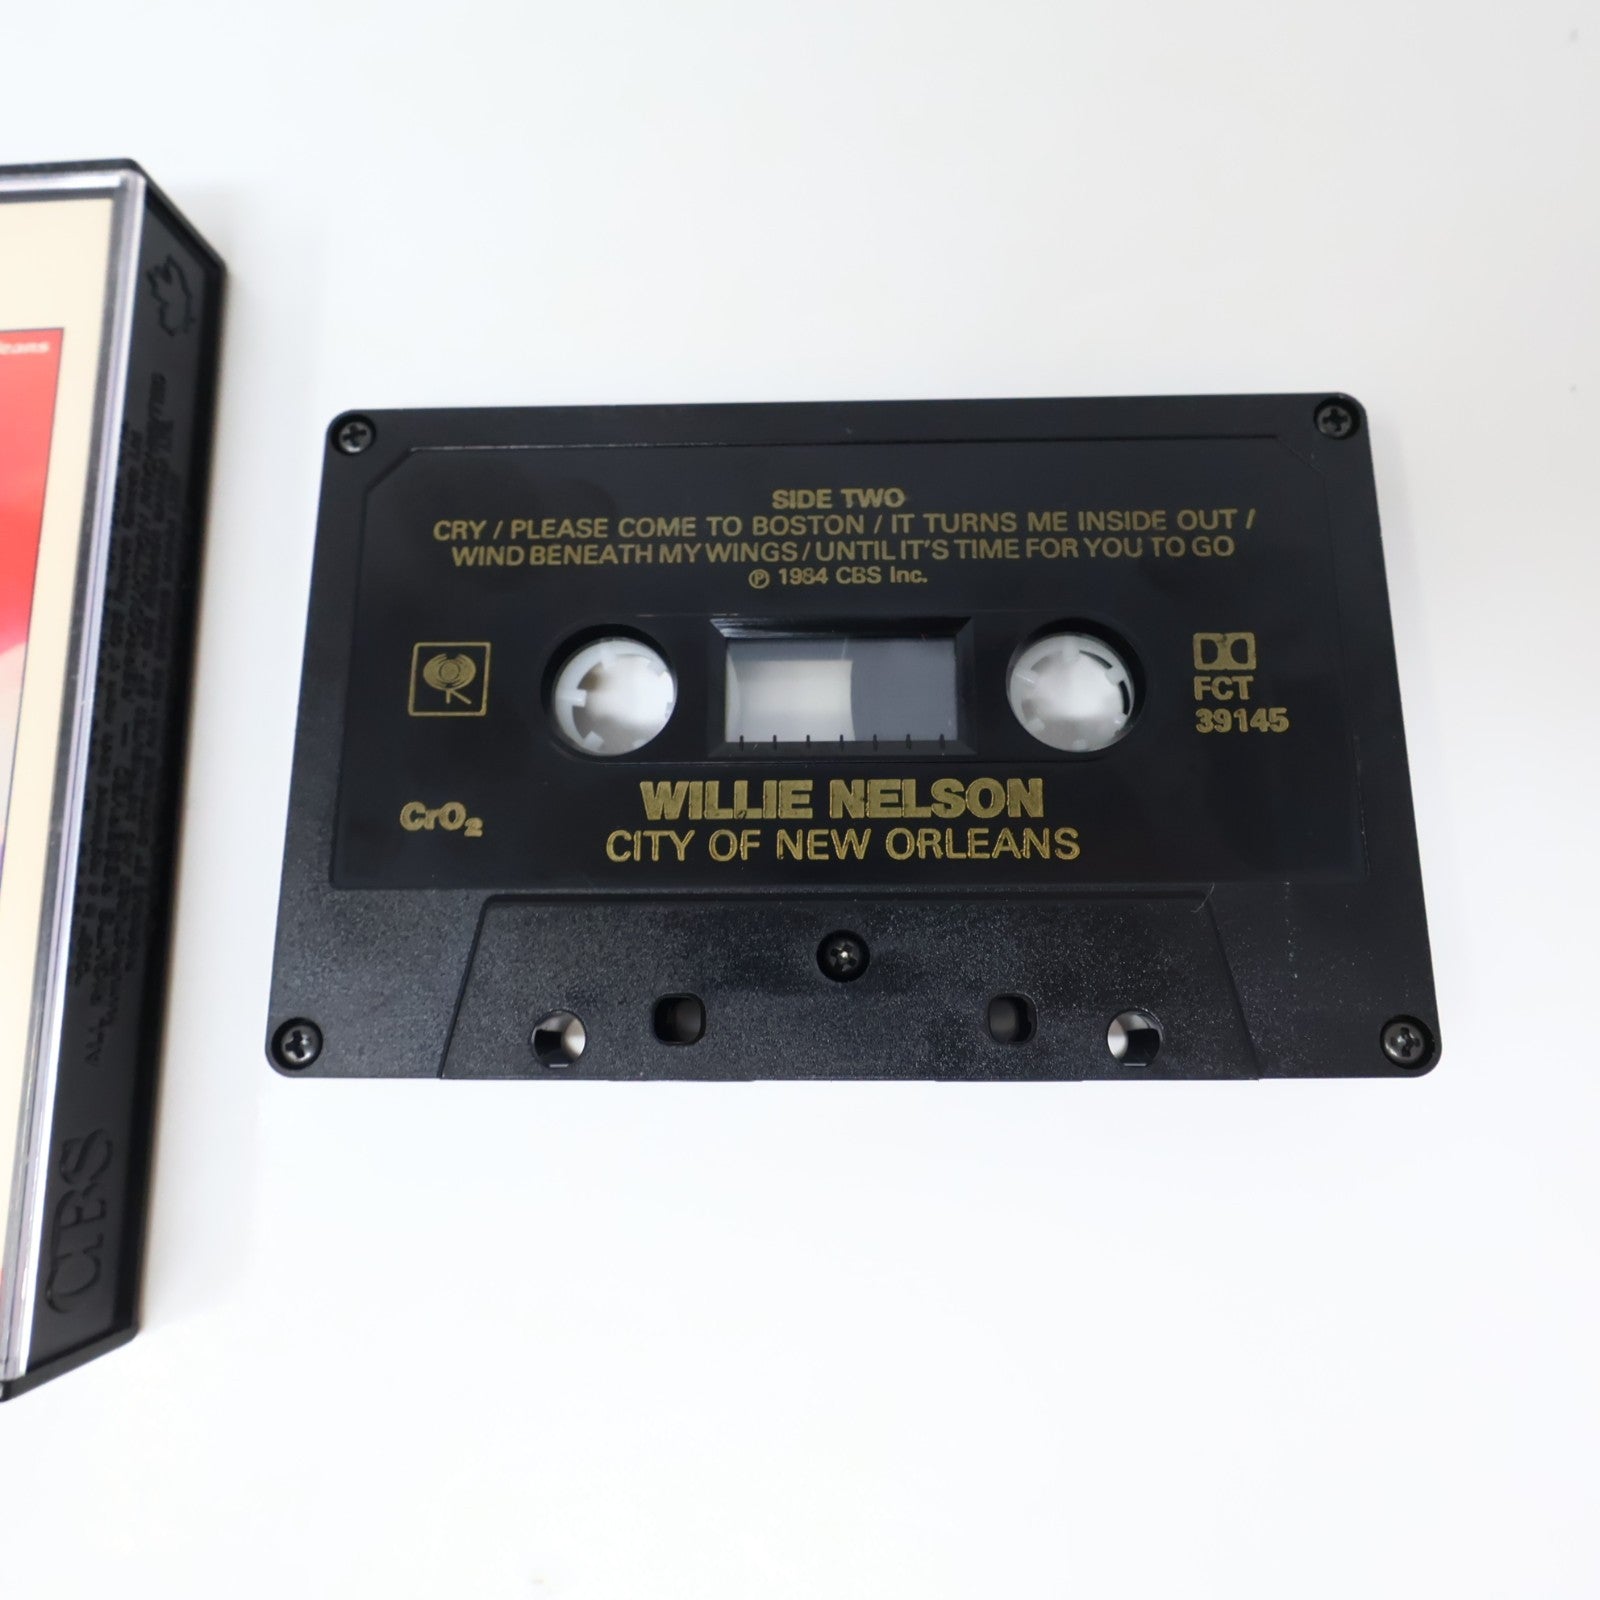 leans
CBS
SIDE TWO
CRY / PLEASE COME TO BOSTON / IT TURNS ME INSIDE OUT /
WIND BENEATH MY WINGS / UNTIL IT'S TIME FOR YOU TO GO
℗ 1984 CBS Inc.
FCT
39145
CrO₂
WILLIE NELSON
CITY OF NEW ORLEANS